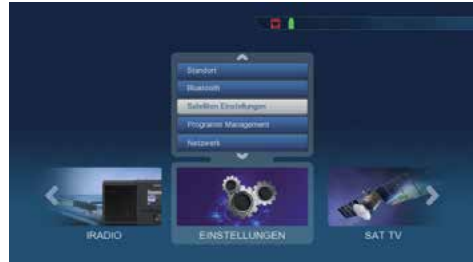 Standort
Bluetooth
Satelliten Einstellungen
Programm Management
Netzwerk
IRADIO
EINSTELLUNGEN
SAT TV